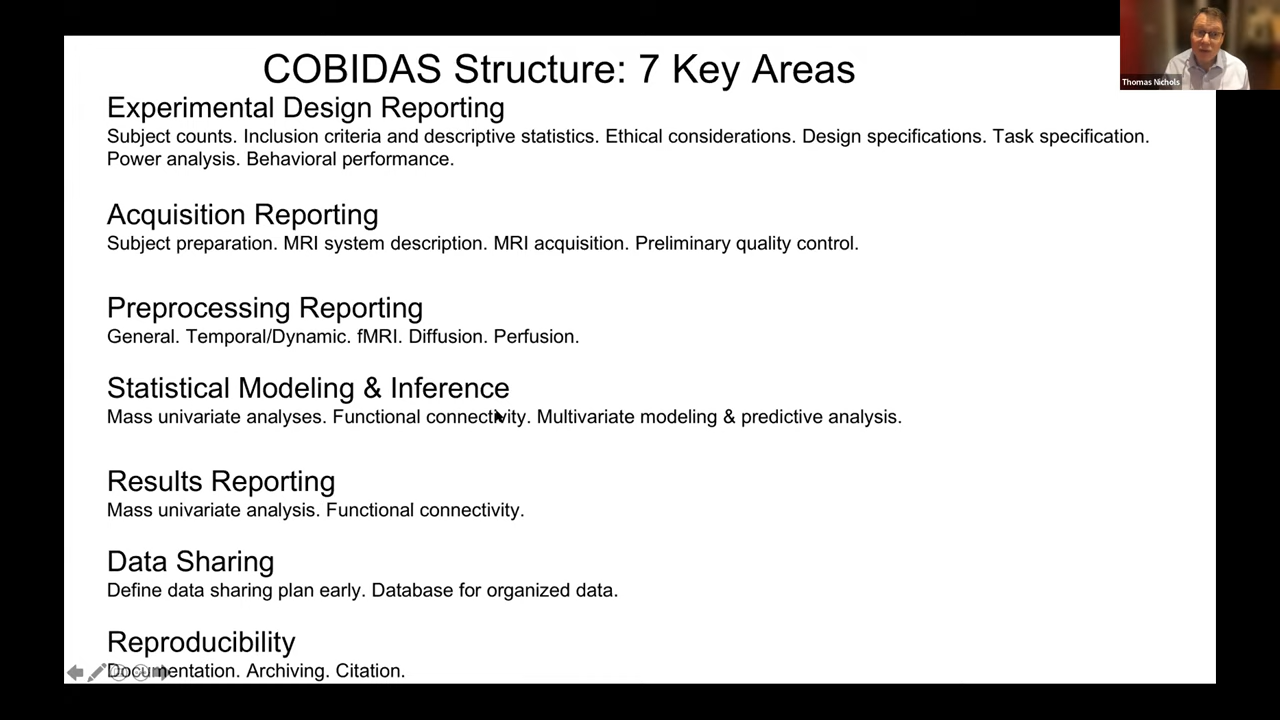 COBIDAS Structure: 7 Key Areas
Thomas Nichols
Experimental Design Reporting
Subject counts. Inclusion criteria and descriptive statistics. Ethical considerations. Design specifications. Task specification.
Power analysis. Behavioral performance.
Acquisition Reporting
Subject preparation. MRI system description. MRI acquisition. Preliminary quality control.
Preprocessing Reporting
General. Temporal/Dynamic. fMRI. Diffusion. Perfusion.
Statistical Modeling & Inference
Mass univariate analyses. Functional connectivity. Multivariate modeling & predictive analysis.
Results Reporting
Mass univariate analysis. Functional connectivity.
Data Sharing
Define data sharing plan early. Database for organized data.
Reproducibility
Documentation. Archiving. Citation.